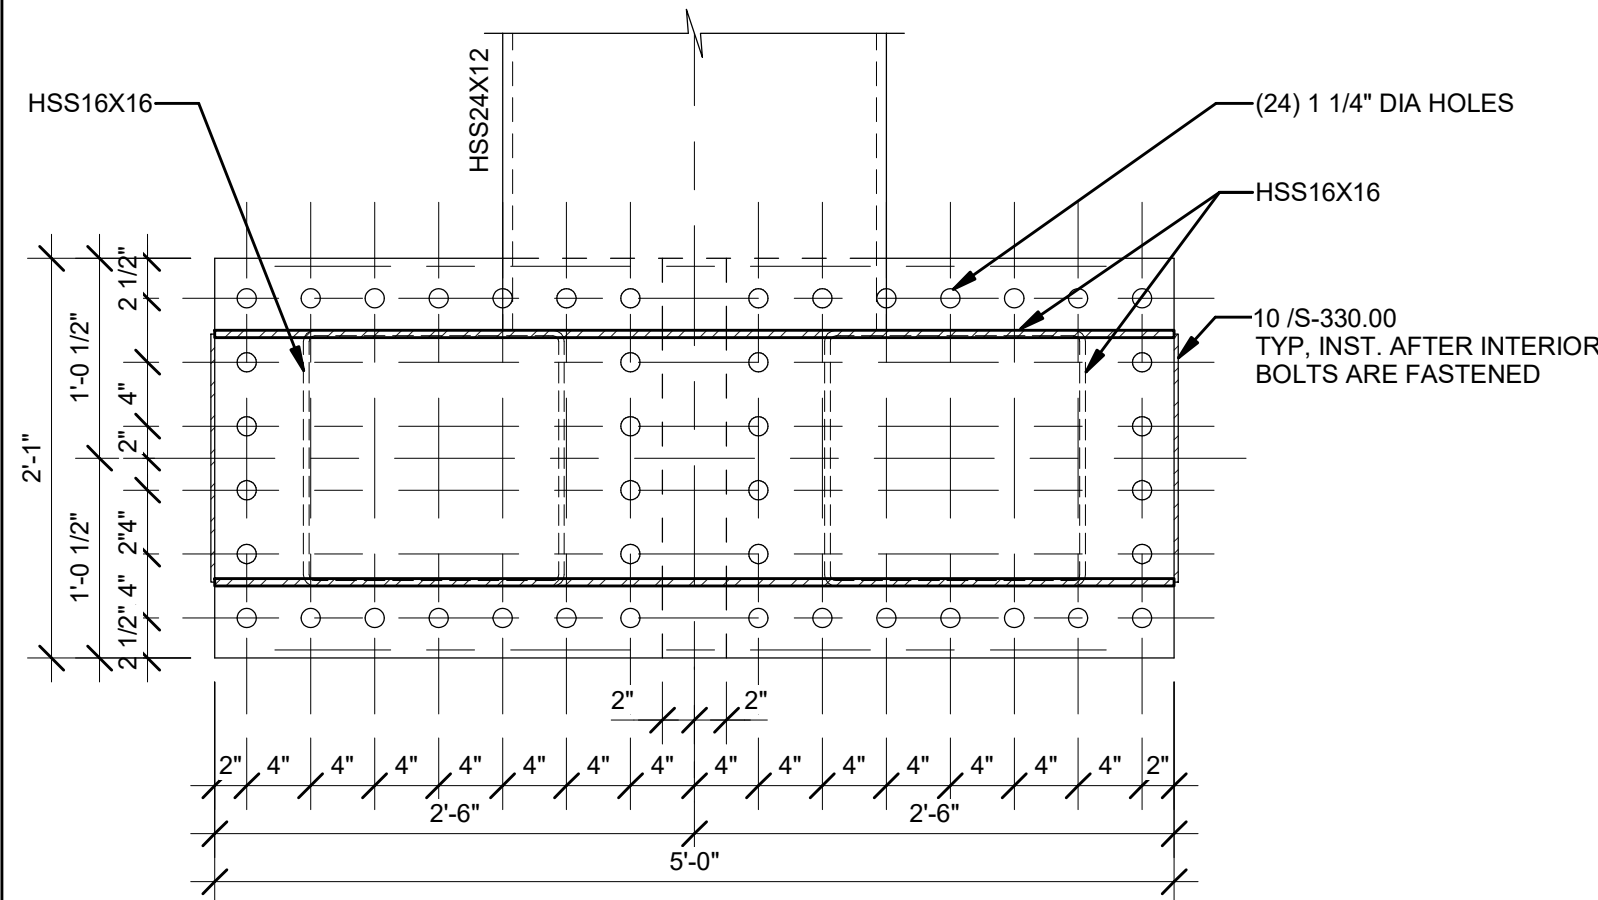 HSS16X16
HSS24X12
(24) 1 1/4" DIA HOLES
HSS16X16
10 /S-330.00
TYP, INST. AFTER INTERIOR
BOLTS ARE FASTENED
2'-1"
1'-0 1/2"
1'-0 1/2"
2 1/2"
4"
2"
2"4"
4"
2 1/2"
2" 2"
2" 4" 4" 4" 4" 4" 4" 4" 4" 4" 4" 4" 4" 4" 4" 2"
2'-6" 2'-6"
5'-0"